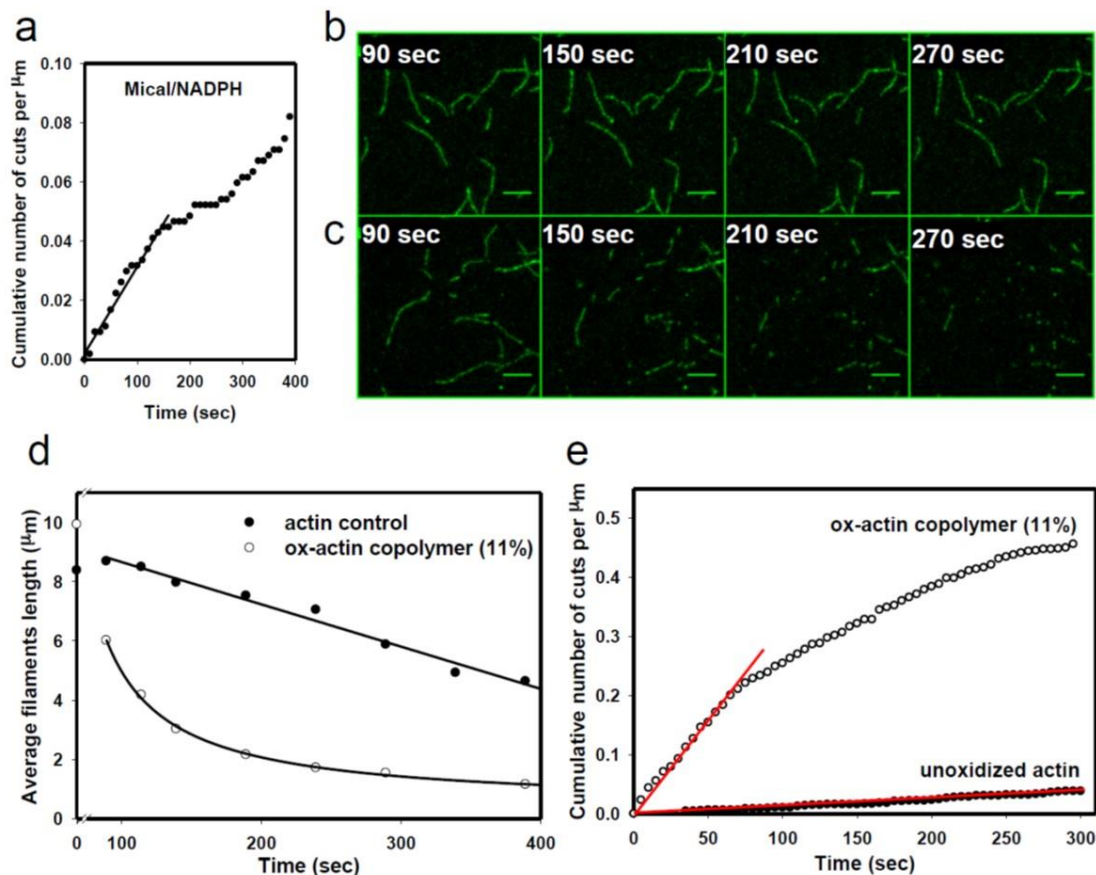 a
Mical/NADPH
Cumulative number of cuts per µm
0.10
0.08
0.06
0.04
0.02
0.00
0 100 200 300 400
Time (sec)
b
90 sec 150 sec 210 sec 270 sec
c
90 sec 150 sec 210 sec 270 sec
d
Average filaments length (µm)
10
8
6
4
2
0
actin control
ox-actin copolymer (11%)
0 100 200 300 400
Time (sec)
e
Cumulative number of cuts per µm
0.5
0.4
0.3
0.2
0.1
0.0
ox-actin copolymer (11%)
unoxidized actin
0 50 100 150 200 250 300
Time (sec)